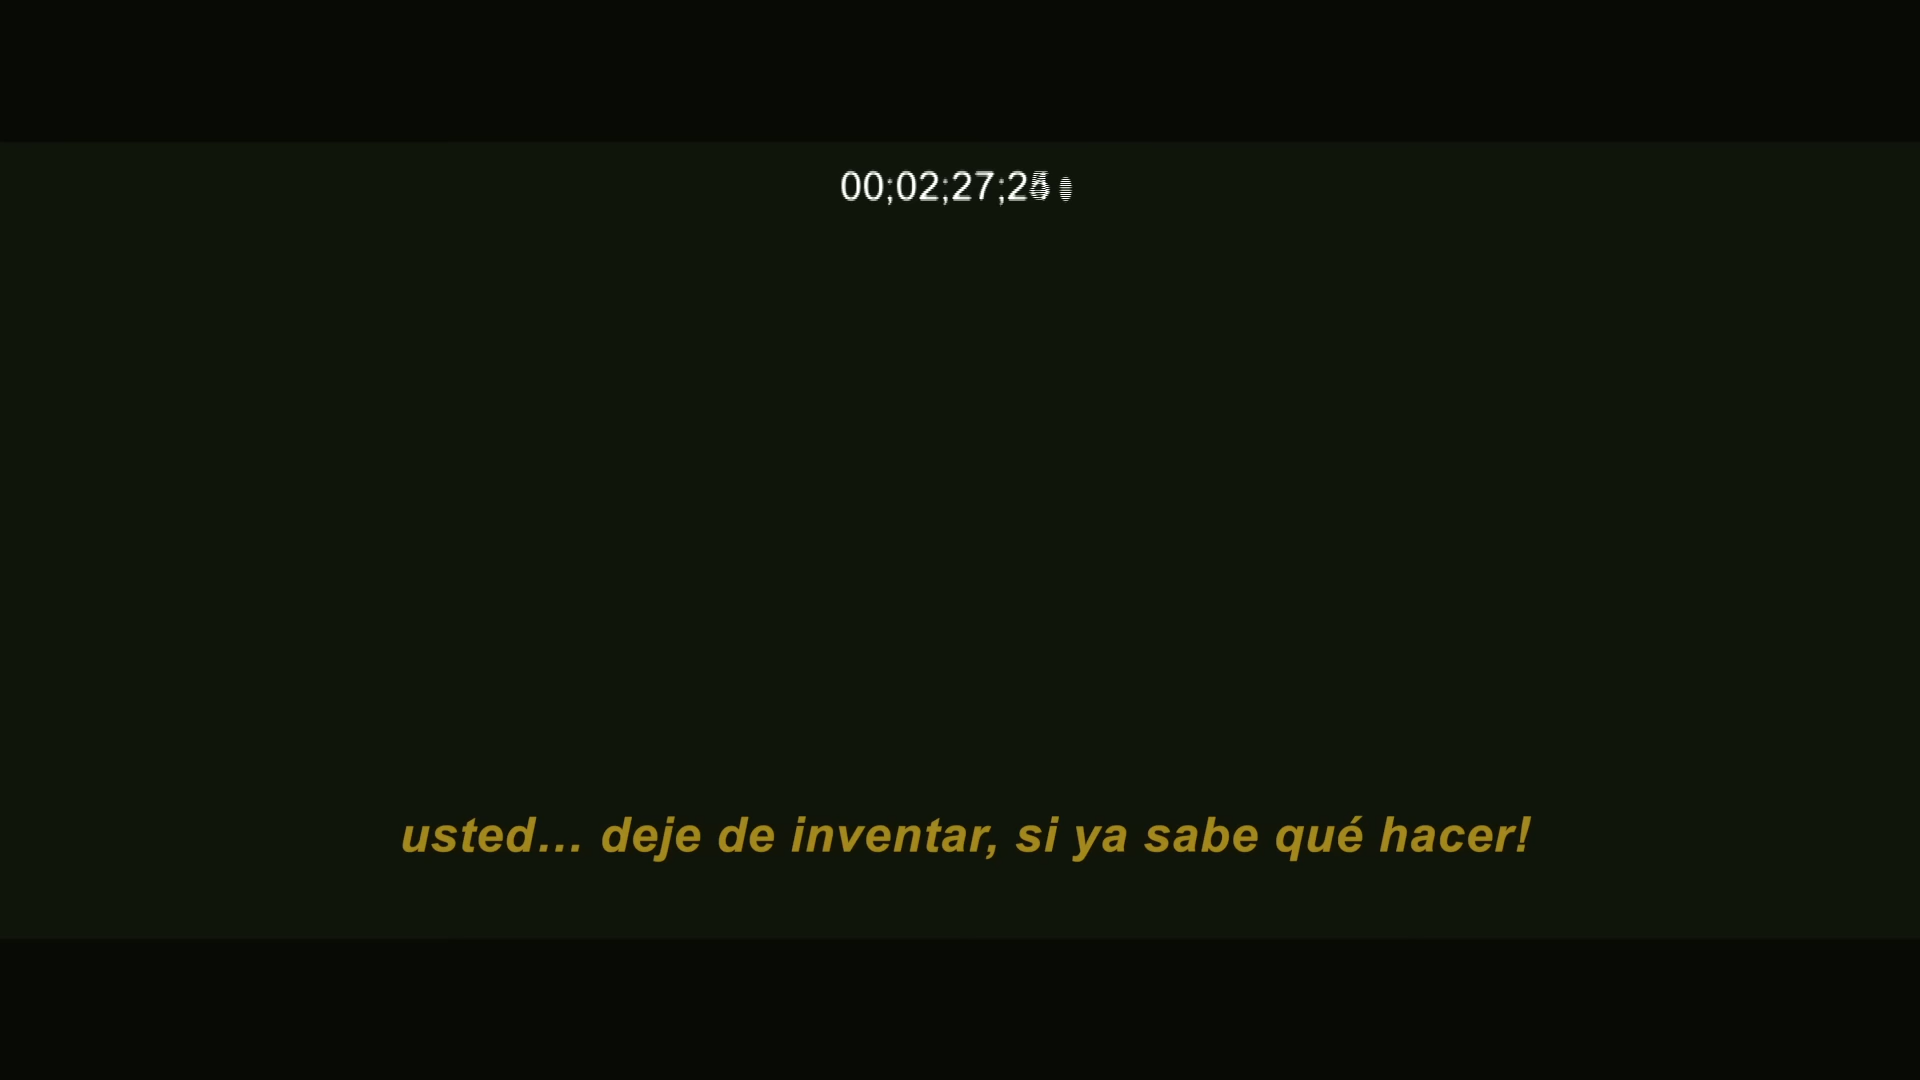 00;02;27;2
usted... deje de inventar, si ya sabe qué hacer!